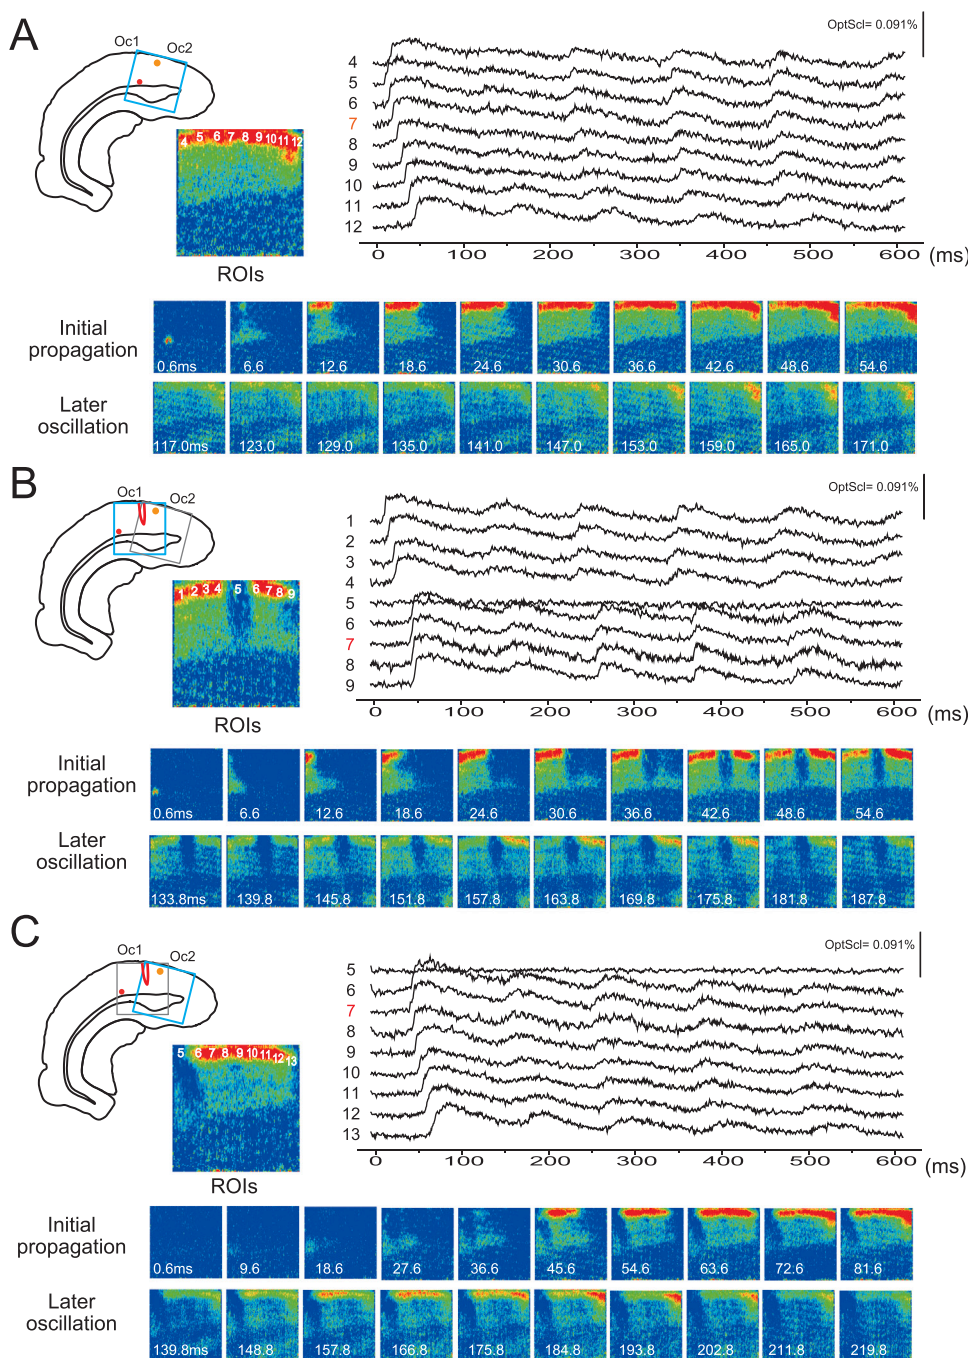 A
Oc1
Oc2
OptScl= 0.091%
4 5 6 7 8 9 10 11 12
ROIs
4
5
6
7
8
9
10
11
12
0 100 200 300 400 500 600 (ms)
Initial
propagation
0.6ms 6.6 12.6 18.6 24.6 30.6 36.6 42.6 48.6 54.6
Later
oscillation
117.0ms 123.0 129.0 135.0 141.0 147.0 153.0 159.0 165.0 171.0
B
Oc1
Oc2
OptScl= 0.091%
1 2 3 4 5 6 7 8 9
ROIs
1
2
3
4
5
6
7
8
9
0 100 200 300 400 500 600 (ms)
Initial
propagation
0.6ms 6.6 12.6 18.6 24.6 30.6 36.6 42.6 48.6 54.6
Later
oscillation
133.8ms 139.8 145.8 151.8 157.8 163.8 169.8 175.8 181.8 187.8
C
Oc1
Oc2
OptScl= 0.091%
5 6 7 8 9 10 11 12 13
ROIs
5
6
7
8
9
10
11
12
13
0 100 200 300 400 500 600 (ms)
Initial
propagation
0.6ms 9.6 18.6 27.6 36.6 45.6 54.6 63.6 72.6 81.6
Later
oscillation
139.8ms 148.8 157.8 166.8 175.8 184.8 193.8 202.8 211.8 219.8